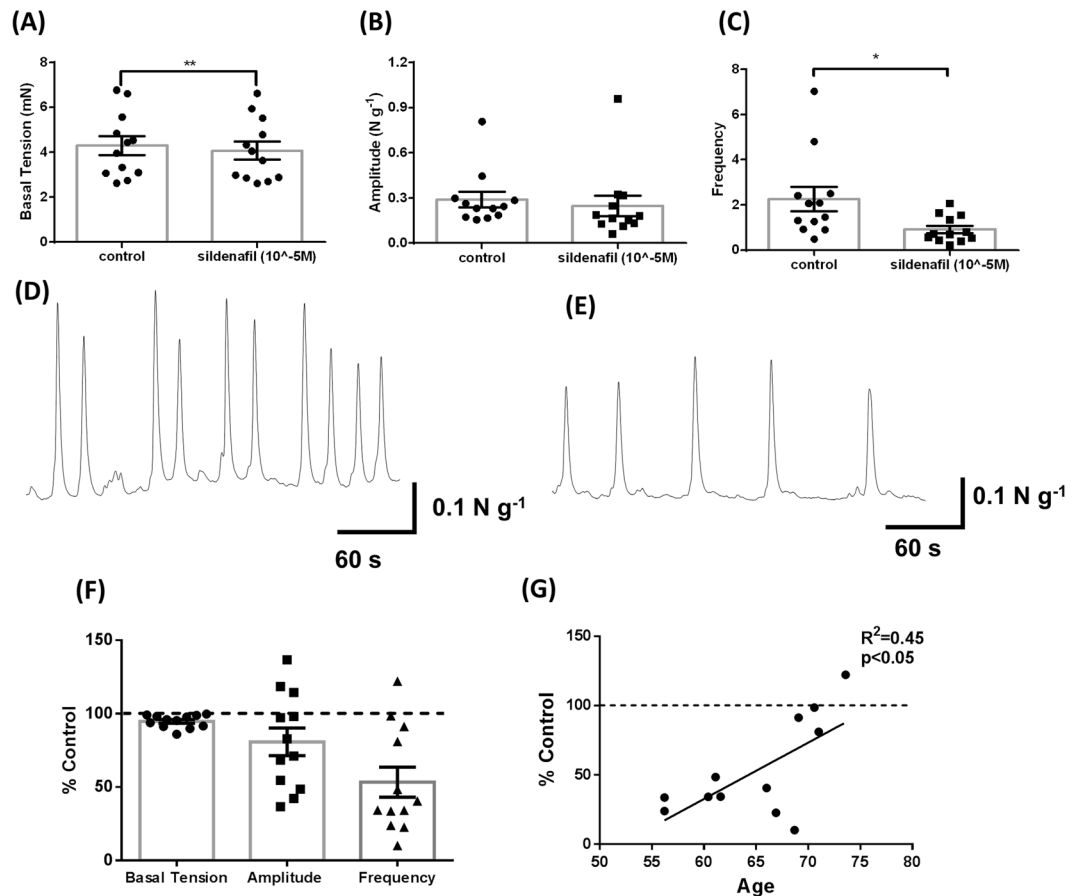 (A)
(B)
(C)
**
*
Basal Tension (mN)
8
6
4
2
0
control
sildenafil (10^-5M)
Amplitude (N g-1)
1.2
0.9
0.6
0.3
0.0
control
sildenafil (10^-5M)
Frequency
8
6
4
2
0
control
sildenafil (10^-5M)
(D)
(E)
0.1 N g-1
60 s
0.1 N g-1
60 s
(F)
% Control
150
100
50
0
Basal Tension
Amplitude
Frequency
(G)
R2=0.45
p<0.05
% Control
150
100
50
0
50
55
60
65
70
75
80
Age